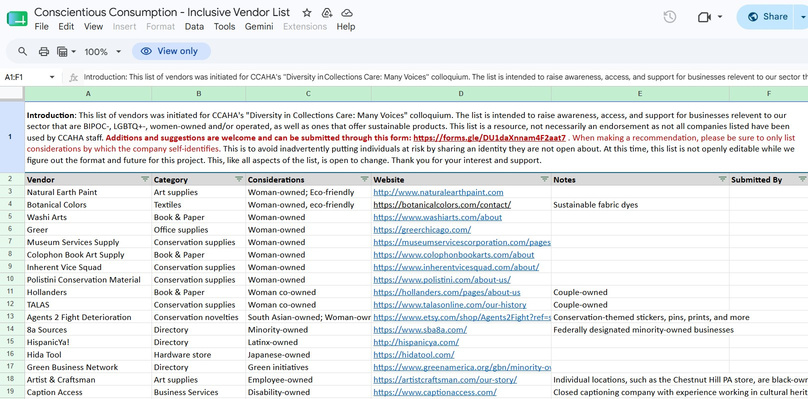 Conscientious Consumption - Inclusive Vendor List
File Edit View Insert Format Data Tools Gemini Extensions Help
Share
100% View only
A1:F1 fx Introduction: This list of vendors was initiated for CCAHA's "Diversity in Collections Care: Many Voices" colloquium. The list is intended to raise awareness, access, and support for businesses relevent to our sector th
A B C D E F
1
Introduction: This list of vendors was initiated for CCAHA's "Diversity in Collections Care: Many Voices" colloquium. The list is intended to raise awareness, access, and support for businesses relevent to our
sector that are BIPOC-, LGBTQ+-, women-owned and/or operated, as well as ones that offer sustainable products. This list is a resource, not necessarily an endorsement as not all companies listed have been
used by CCAHA staff. Additions and suggestions are welcome and can be submitted through this form: https://forms.gle/DU1daXnnam4F2aat7 . When making a recommendation, please be sure to only list
considerations by which the company self-identifies. This is to avoid inadvertently putting individuals at risk by sharing an identity they are not open about. At this time, this list is not openly editable while we
figure out the format and future for this project. This, like all aspects of the list, is open to change. Thank you for your interest and support.
2 Vendor Category Considerations Website Notes Submitted By
3 Natural Earth Paint Art supplies Woman-owned; Eco-friendly http://www.naturalearthpaint.com
4 Botanical Colors Textiles Woman-owned, eco-friendly https://botanicalcolors.com/contact/ Sustainable fabric dyes
5 Washi Arts Book & Paper Woman-owned https://www.washiarts.com/about
6 Greer Office supplies Woman-owned https://greerchicago.com/
7 Museum Services Supply Conservation supplies Woman-owned https://museumservicescorporation.com/pages
8 Colophon Book Art Supply Book & Paper Woman-owned http://www.colophonbookarts.com/about
9 Inherent Vice Squad Conservation supplies Woman-owned http://www.inherentvicesquad.com/about/
10 Polistini Conservation Material Conservation supplies Woman-owned https://www.polistini.com/about-us/
11 Hollanders Book & Paper Woman co-owned https://hollanders.com/pages/about-us Couple-owned
12 TALAS Conservation supplies Woman co-owned https://www.talasonline.com/our-history Couple-owned
13 Agents 2 Fight Deterioration Conservation novelties South Asian-owned; Woman-owr https://www.etsy.com/shop/Agents2Fight?ref=s Conservation-themed stickers, pins, prints, and more
14 8a Sources Directory Minority-owned https://www.sba8a.com/ Federally designated minority-owned businesses
15 HispanicYa! Directory Latinx-owned http://hispanicya.com/
16 Hida Tool Hardware store Japanese-owned https://hidatool.com/
17 Green Business Network Directory Green initiatives https://www.greenamerica.org/gbn/minority-ov
18 Artist & Craftsman Art supplies Employee-owned https://artistcraftsman.com/our-story/ Individual locations, such as the Chestnut Hill PA store, are black-own
19 Caption Access Business Services Disability-owned https://www.captionaccess.com/ Closed captioning company with experience working in cultural herit